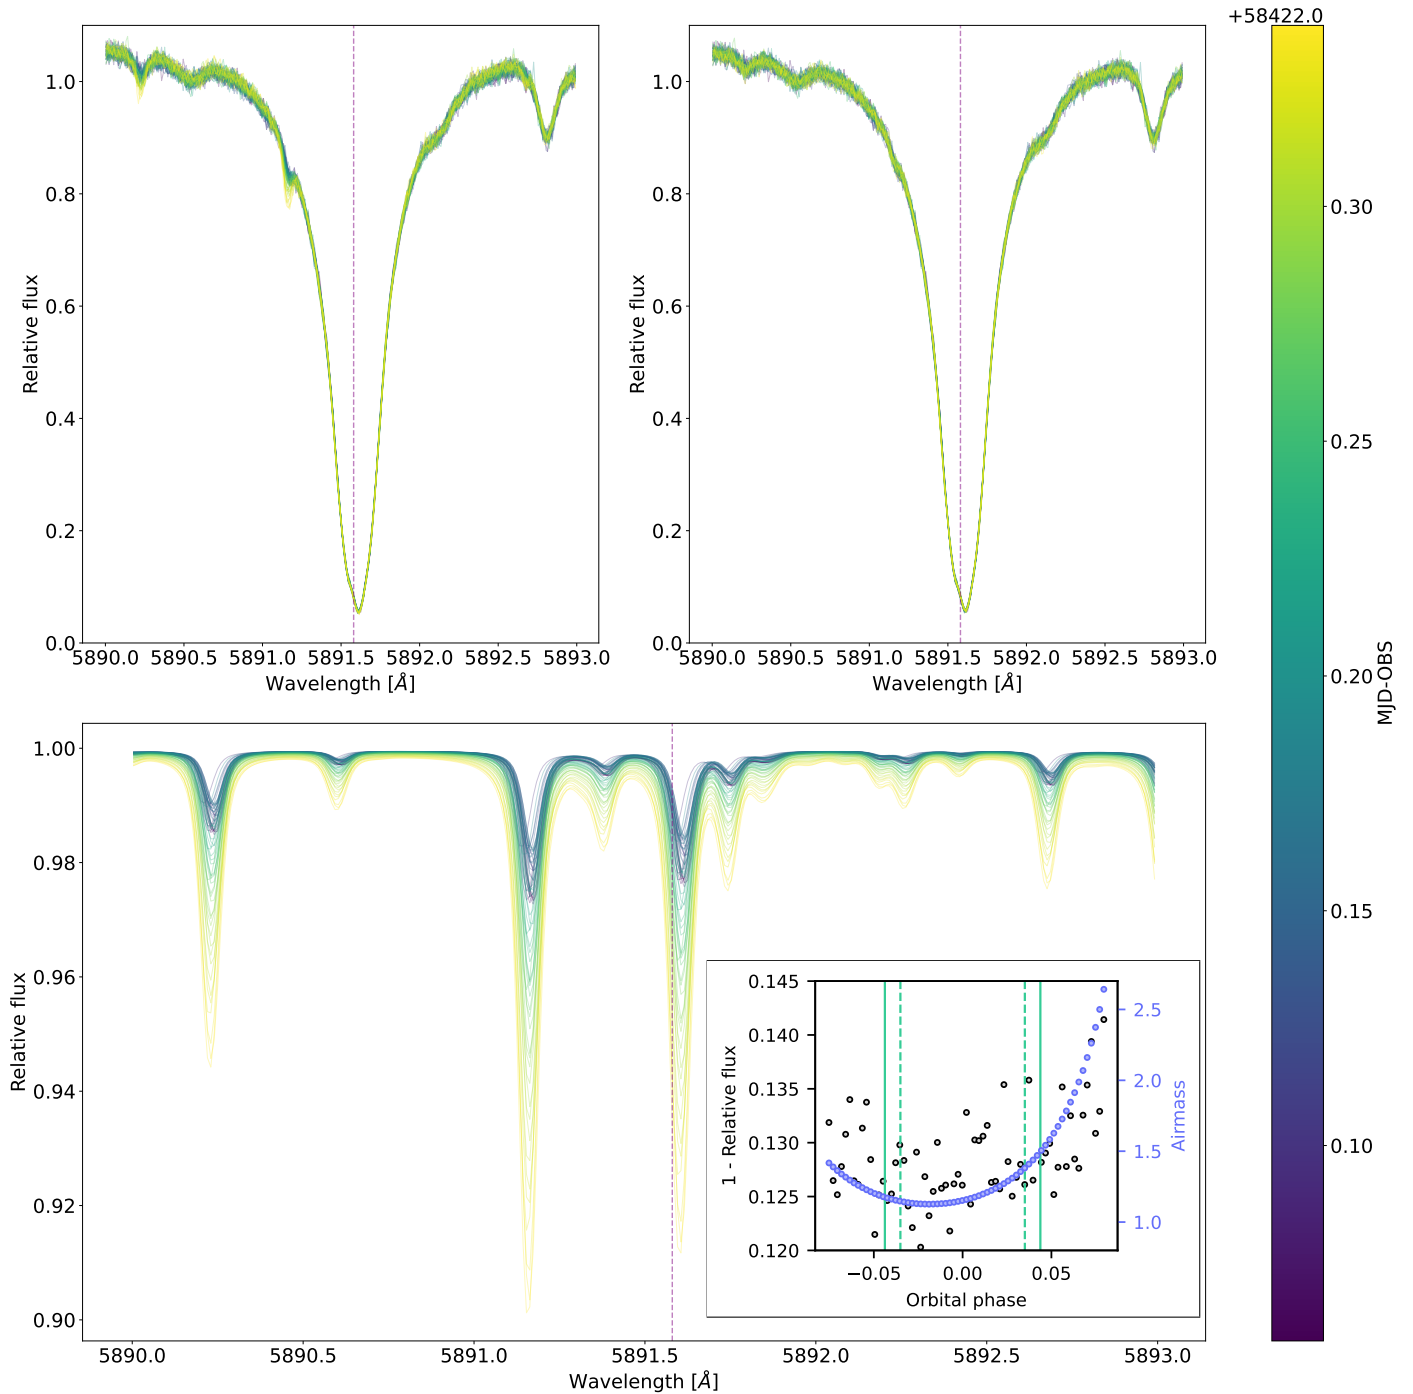 +58422.0
1.0
0.8
0.6
0.4
0.2
0.0
Relative flux
5890.0 5890.5 5891.0 5891.5 5892.0 5892.5 5893.0
Wavelength [Å]
1.0
0.8
0.6
0.4
0.2
0.0
Relative flux
5890.0 5890.5 5891.0 5891.5 5892.0 5892.5 5893.0
Wavelength [Å]
0.30
0.25
0.20
0.15
0.10
MJD-OBS
1.00
0.98
0.96
0.94
0.92
0.90
Relative flux
5890.0 5890.5 5891.0 5891.5 5892.0 5892.5 5893.0
Wavelength [Å]
0.145
0.140
0.135
0.130
0.125
0.120
1 - Relative flux
2.5
2.0
1.5
1.0
Airmass
−0.05 0.00 0.05
Orbital phase